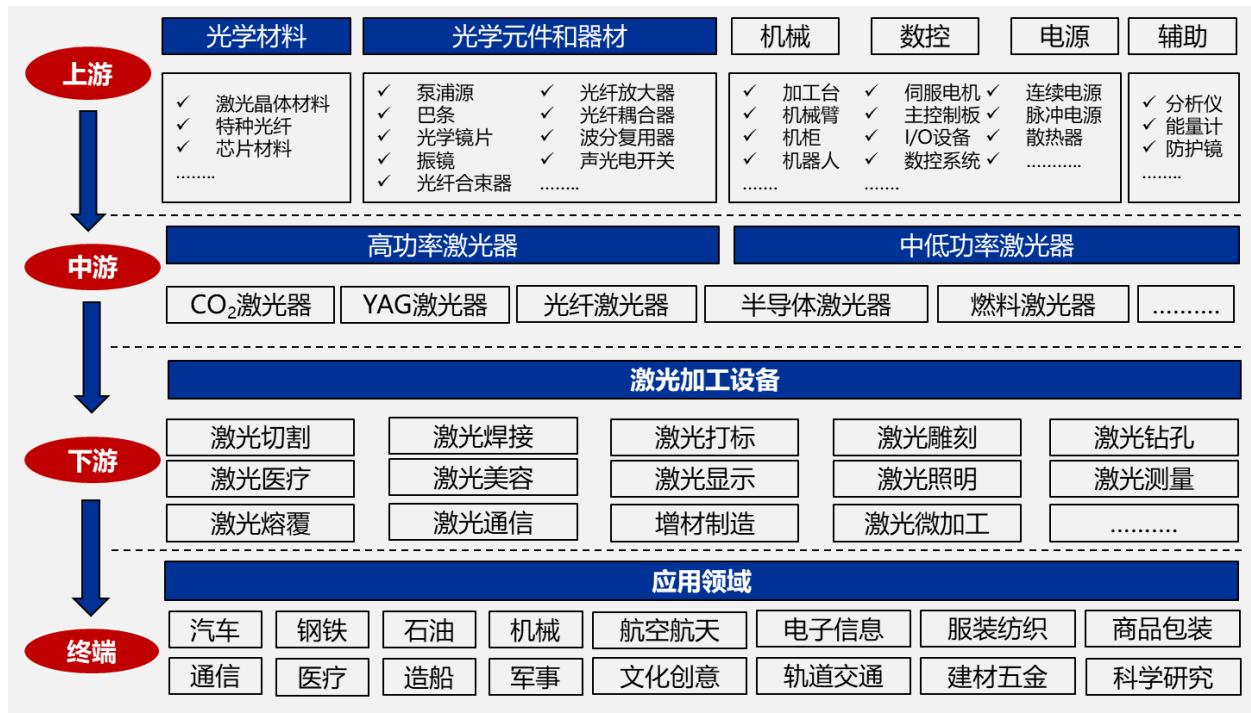 上游
光学材料
光学元件和器材
机械
数控
电源
辅助
✓ 激光晶体材料
✓ 特种光纤
✓ 芯片材料
........
✓ 泵浦源
✓ 巴条
✓ 光学镜片
✓ 振镜
✓ 光纤合束器
✓ 光纤放大器
✓ 光纤耦合器
✓ 波分复用器
✓ 声光电开关
........
✓ 加工台
✓ 机械臂
✓ 机柜
✓ 机器人
.......
✓ 伺服电机
✓ 主控制板
✓ I/O设备
✓ 数控系统
.......
✓ 连续电源
✓ 脉冲电源
✓ 散热器
✓ ...........
✓ 分析仪
✓ 能量计
✓ 防护镜
........
中游
高功率激光器
中低功率激光器
CO₂激光器
YAG激光器
光纤激光器
半导体激光器
燃料激光器
..........
下游
激光加工设备
激光切割
激光焊接
激光打标
激光雕刻
激光钻孔
激光医疗
激光美容
激光显示
激光照明
激光测量
激光熔覆
激光通信
增材制造
激光微加工
..........
终端
应用领域
汽车
钢铁
石油
机械
航空航天
电子信息
服装纺织
商品包装
通信
医疗
造船
军事
文化创意
轨道交通
建材五金
科学研究